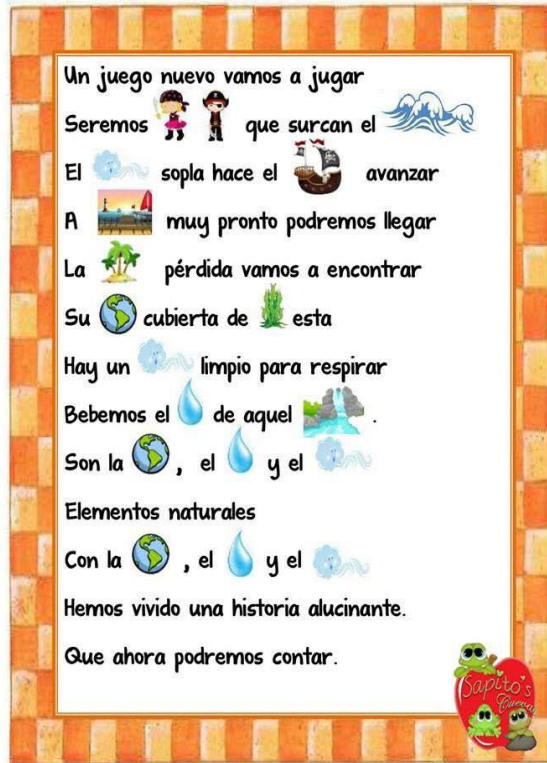 Un juego nuevo vamos a jugar
Seremos que surcan el
El sopla hace el avanzar
A muy pronto podremos llegar
La pérdida vamos a encontrar
Su cubierta de esta
Hay un limpio para respirar
Bebemos el de aquel .
Son la , el y el
Elementos naturales
Con la , el y el
Hemos vivido una historia alucinante.
Que ahora podremos contar.
Sapito's
Cueva